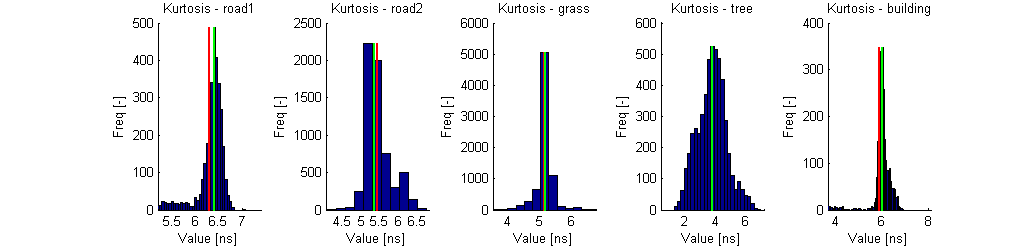 Kurtosis - road1
Kurtosis - road2
Kurtosis - grass
Kurtosis - tree
Kurtosis - building
500
400
300
200
100
0
Freq [-]
5.5 6 6.5 7
Value [ns]
2500
2000
1500
1000
500
0
Freq [-]
4.5 5 5.5 6 6.5
Value [ns]
6000
5000
4000
3000
2000
1000
0
Freq [-]
4 5 6
Value [ns]
600
500
400
300
200
100
0
Freq [-]
2 4 6
Value [ns]
400
300
200
100
0
Freq [-]
4 6 8
Value [ns]